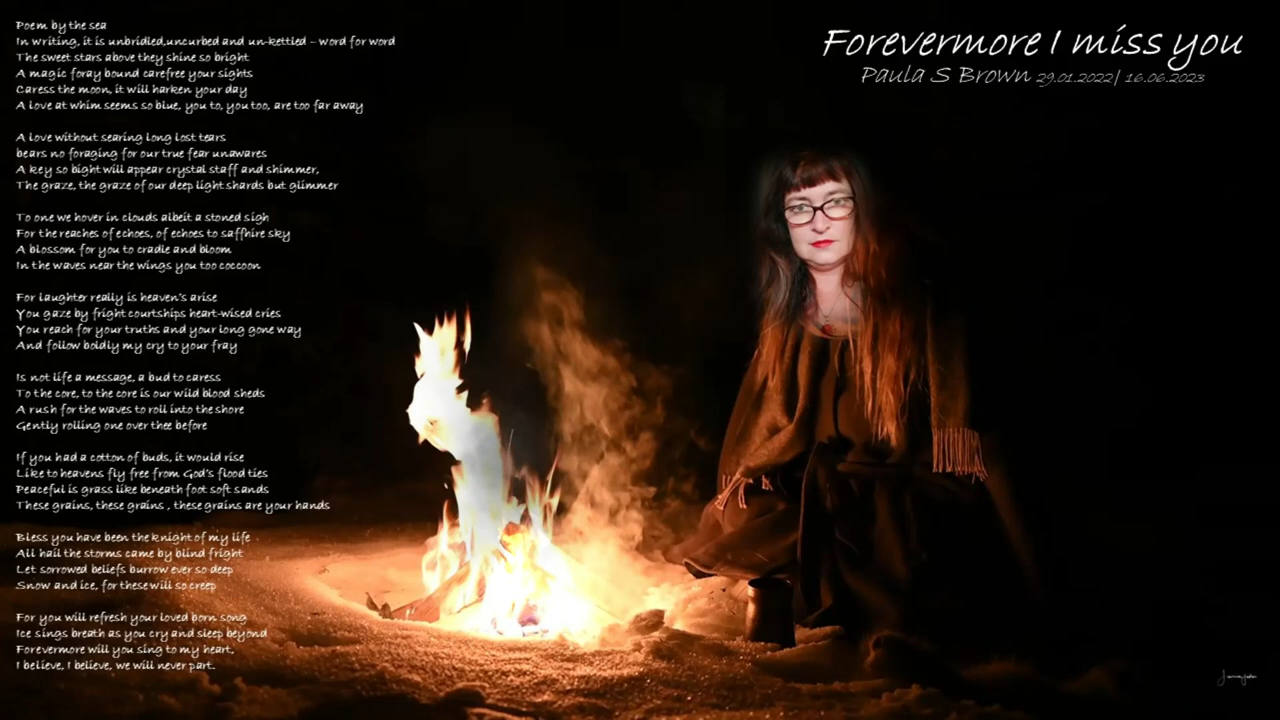 Poem by the sea
In writing, it is unbridled,uncurbed and un-kettled – word for word
The sweet stars above they shine so bright
A magic foray bound carefree your sights
Caress the moon, it will harken your day
A love at whim seems so blue, you to, you too, are too far away
A love without searing long lost tears
bears no foraging for our true fear unawares
A key so bight will appear crystal staff and shimmer,
The graze, the graze of our deep light shards but glimmer
To one we hover in clouds albeit a stoned sigh
For the reaches of echoes, of echoes to saffhire sky
A blossom for you to cradle and bloom
In the waves near the wings you too coccoon
For laughter really is heaven's arise
You gaze by fright courtships heart-wised cries
You reach for your truths and your long gone way
And follow boldly my cry to your fray
Is not life a message, a bud to caress
To the core, to the core is our wild blood sheds
A rush for the waves to roll into the shore
Gently rolling one over thee before
If you had a cotton of buds, it would rise
Like to heavens fly free from God's flood ties
Peaceful is grass like beneath foot soft sands
These grains, these grains , these grains are your hands
Bless you have been the knight of my life
All hail the storms came by blind fright
Let sorrowed beliefs burrow ever so deep
Snow and ice, for these will so creep
For you will refresh your loved born song
Ice sings breath as you cry and sleep beyond
Forevermore will you sing to my heart,
I believe, I believe, we will never part.
Forevermore I miss you
Paula S Brown 29.01.2022| 16.06.2023